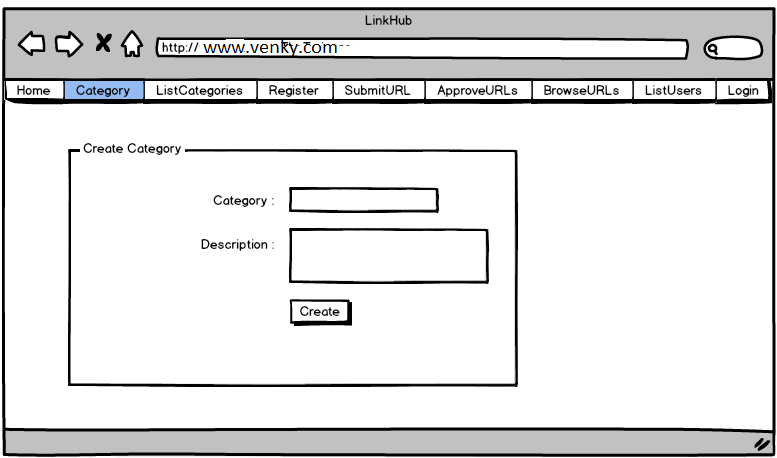 LinkHub
http:// www.venky.com
Home Category ListCategories Register SubmitURL ApproveURLs BrowseURLs ListUsers Login
Create Category
Category :
Description :
Create